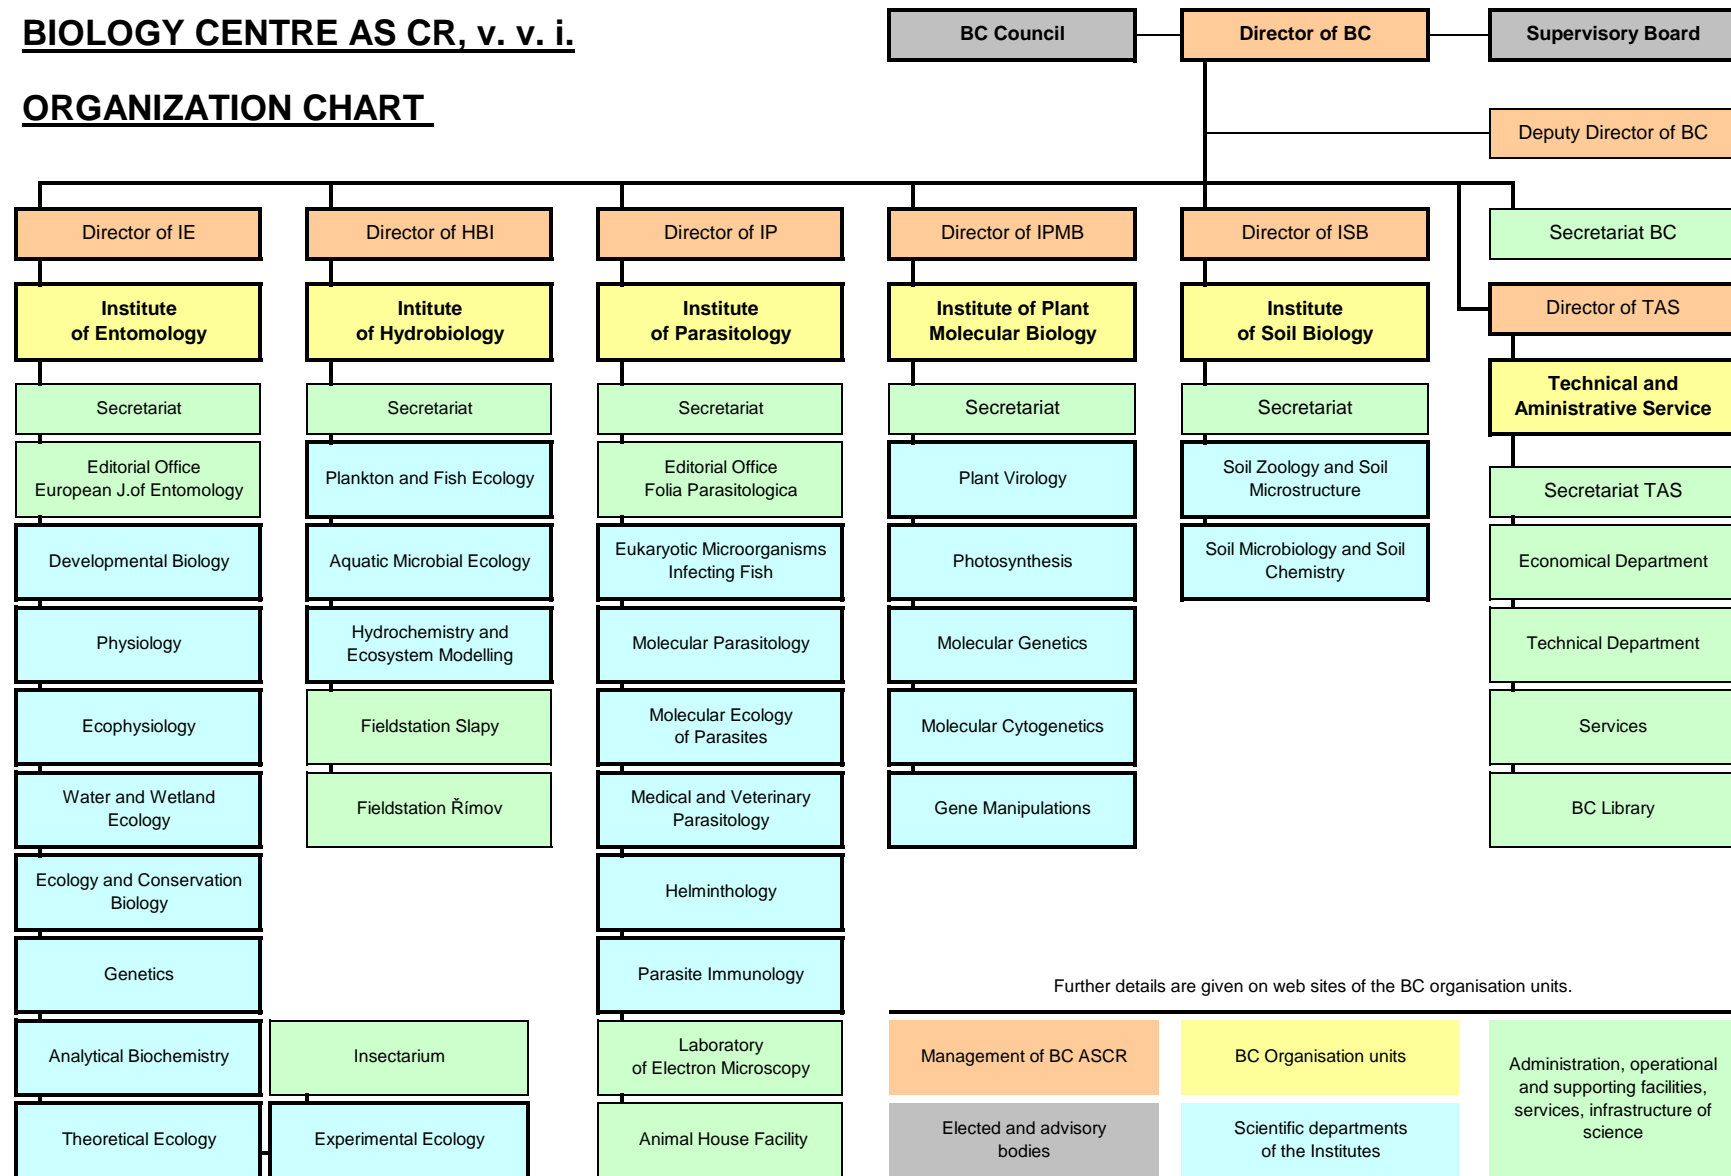 BIOLOGY CENTRE AS CR, v. v. i.
ORGANIZATION CHART
BC Council
Director of BC
Supervisory Board
Deputy Director of BC
Director of IE
Director of HBI
Director of IP
Director of IPMB
Director of ISB
Secretariat BC
Institute
of Entomology
Intitute
of Hydrobiology
Institute
of Parasitology
Institute of Plant
Molecular Biology
Institute
of Soil Biology
Director of TAS
Technical and
Aministrative Service
Secretariat
Secretariat
Secretariat
Secretariat
Secretariat
Editorial Office
European J.of Entomology
Plankton and Fish Ecology
Editorial Office
Folia Parasitologica
Plant Virology
Soil Zoology and Soil
Microstructure
Secretariat TAS
Developmental Biology
Aquatic Microbial Ecology
Eukaryotic Microorganisms
Infecting Fish
Photosynthesis
Soil Microbiology and Soil
Chemistry
Economical Department
Physiology
Hydrochemistry and
Ecosystem Modelling
Molecular Parasitology
Molecular Genetics
Technical Department
Ecophysiology
Fieldstation Slapy
Molecular Ecology
of Parasites
Molecular Cytogenetics
Services
Water and Wetland
Ecology
Fieldstation Římov
Medical and Veterinary
Parasitology
Gene Manipulations
BC Library
Ecology and Conservation
Biology
Helminthology
Genetics
Parasite Immunology
Further details are given on web sites of the BC organisation units.
Analytical Biochemistry
Insectarium
Laboratory
of Electron Microscopy
Management of BC ASCR
BC Organisation units
Administration, operational
and supporting facilities,
services, infrastructure of
science
Theoretical Ecology
Experimental Ecology
Animal House Facility
Elected and advisory
bodies
Scientific departments
of the Institutes